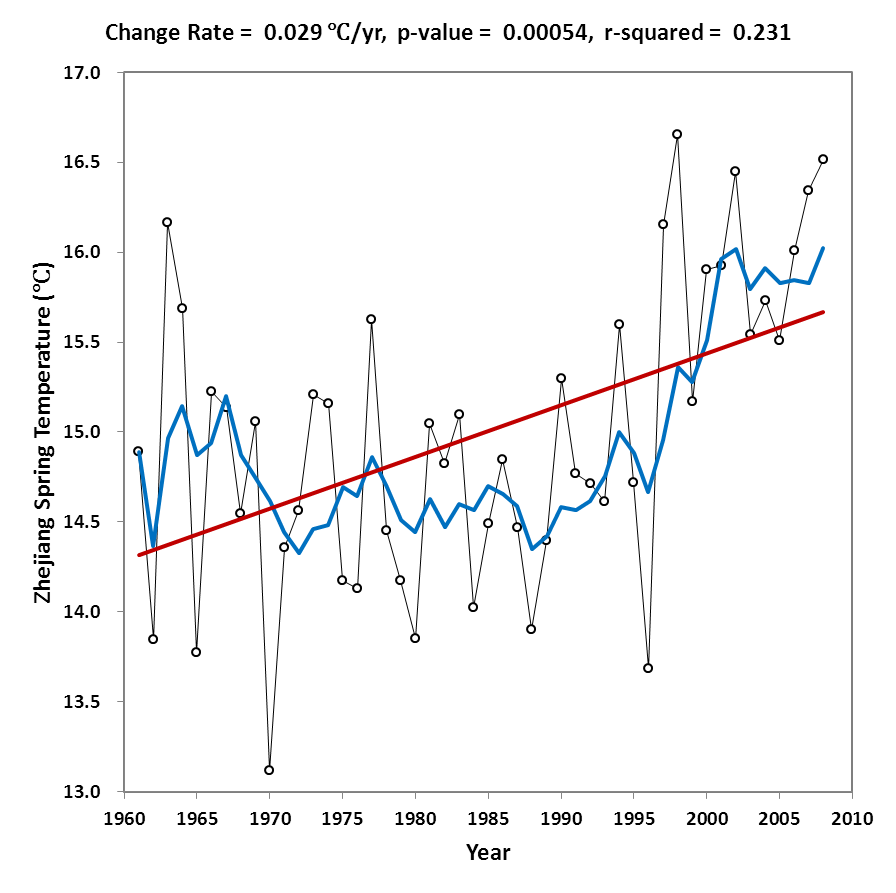 Change Rate = 0.029 ℃/yr, p-value = 0.00054, r-squared = 0.231
17.0
16.5
16.0
15.5
15.0
14.5
14.0
13.5
13.0
Zhejiang Spring Temperature (℃)
1960 1965 1970 1975 1980 1985 1990 1995 2000 2005 2010
Year